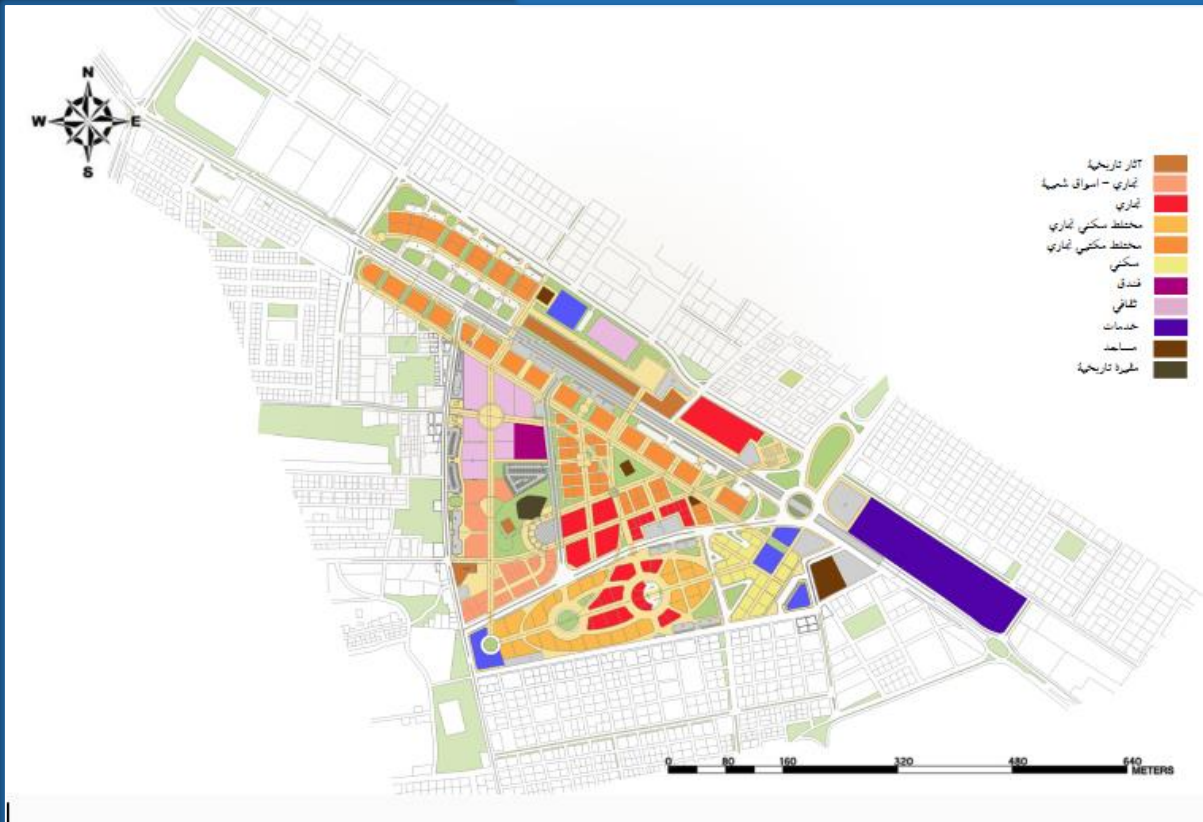 N
W E
S
آثار تاريخية
تجاري - اسواق شعبية
تجاري
مختلط سكني تجاري
مختلط مكتبي تجاري
سكني
فندق
ثقافي
خدمات
مساجد
مقبرة تاريخية
0 80 160 320 480 640
METERS